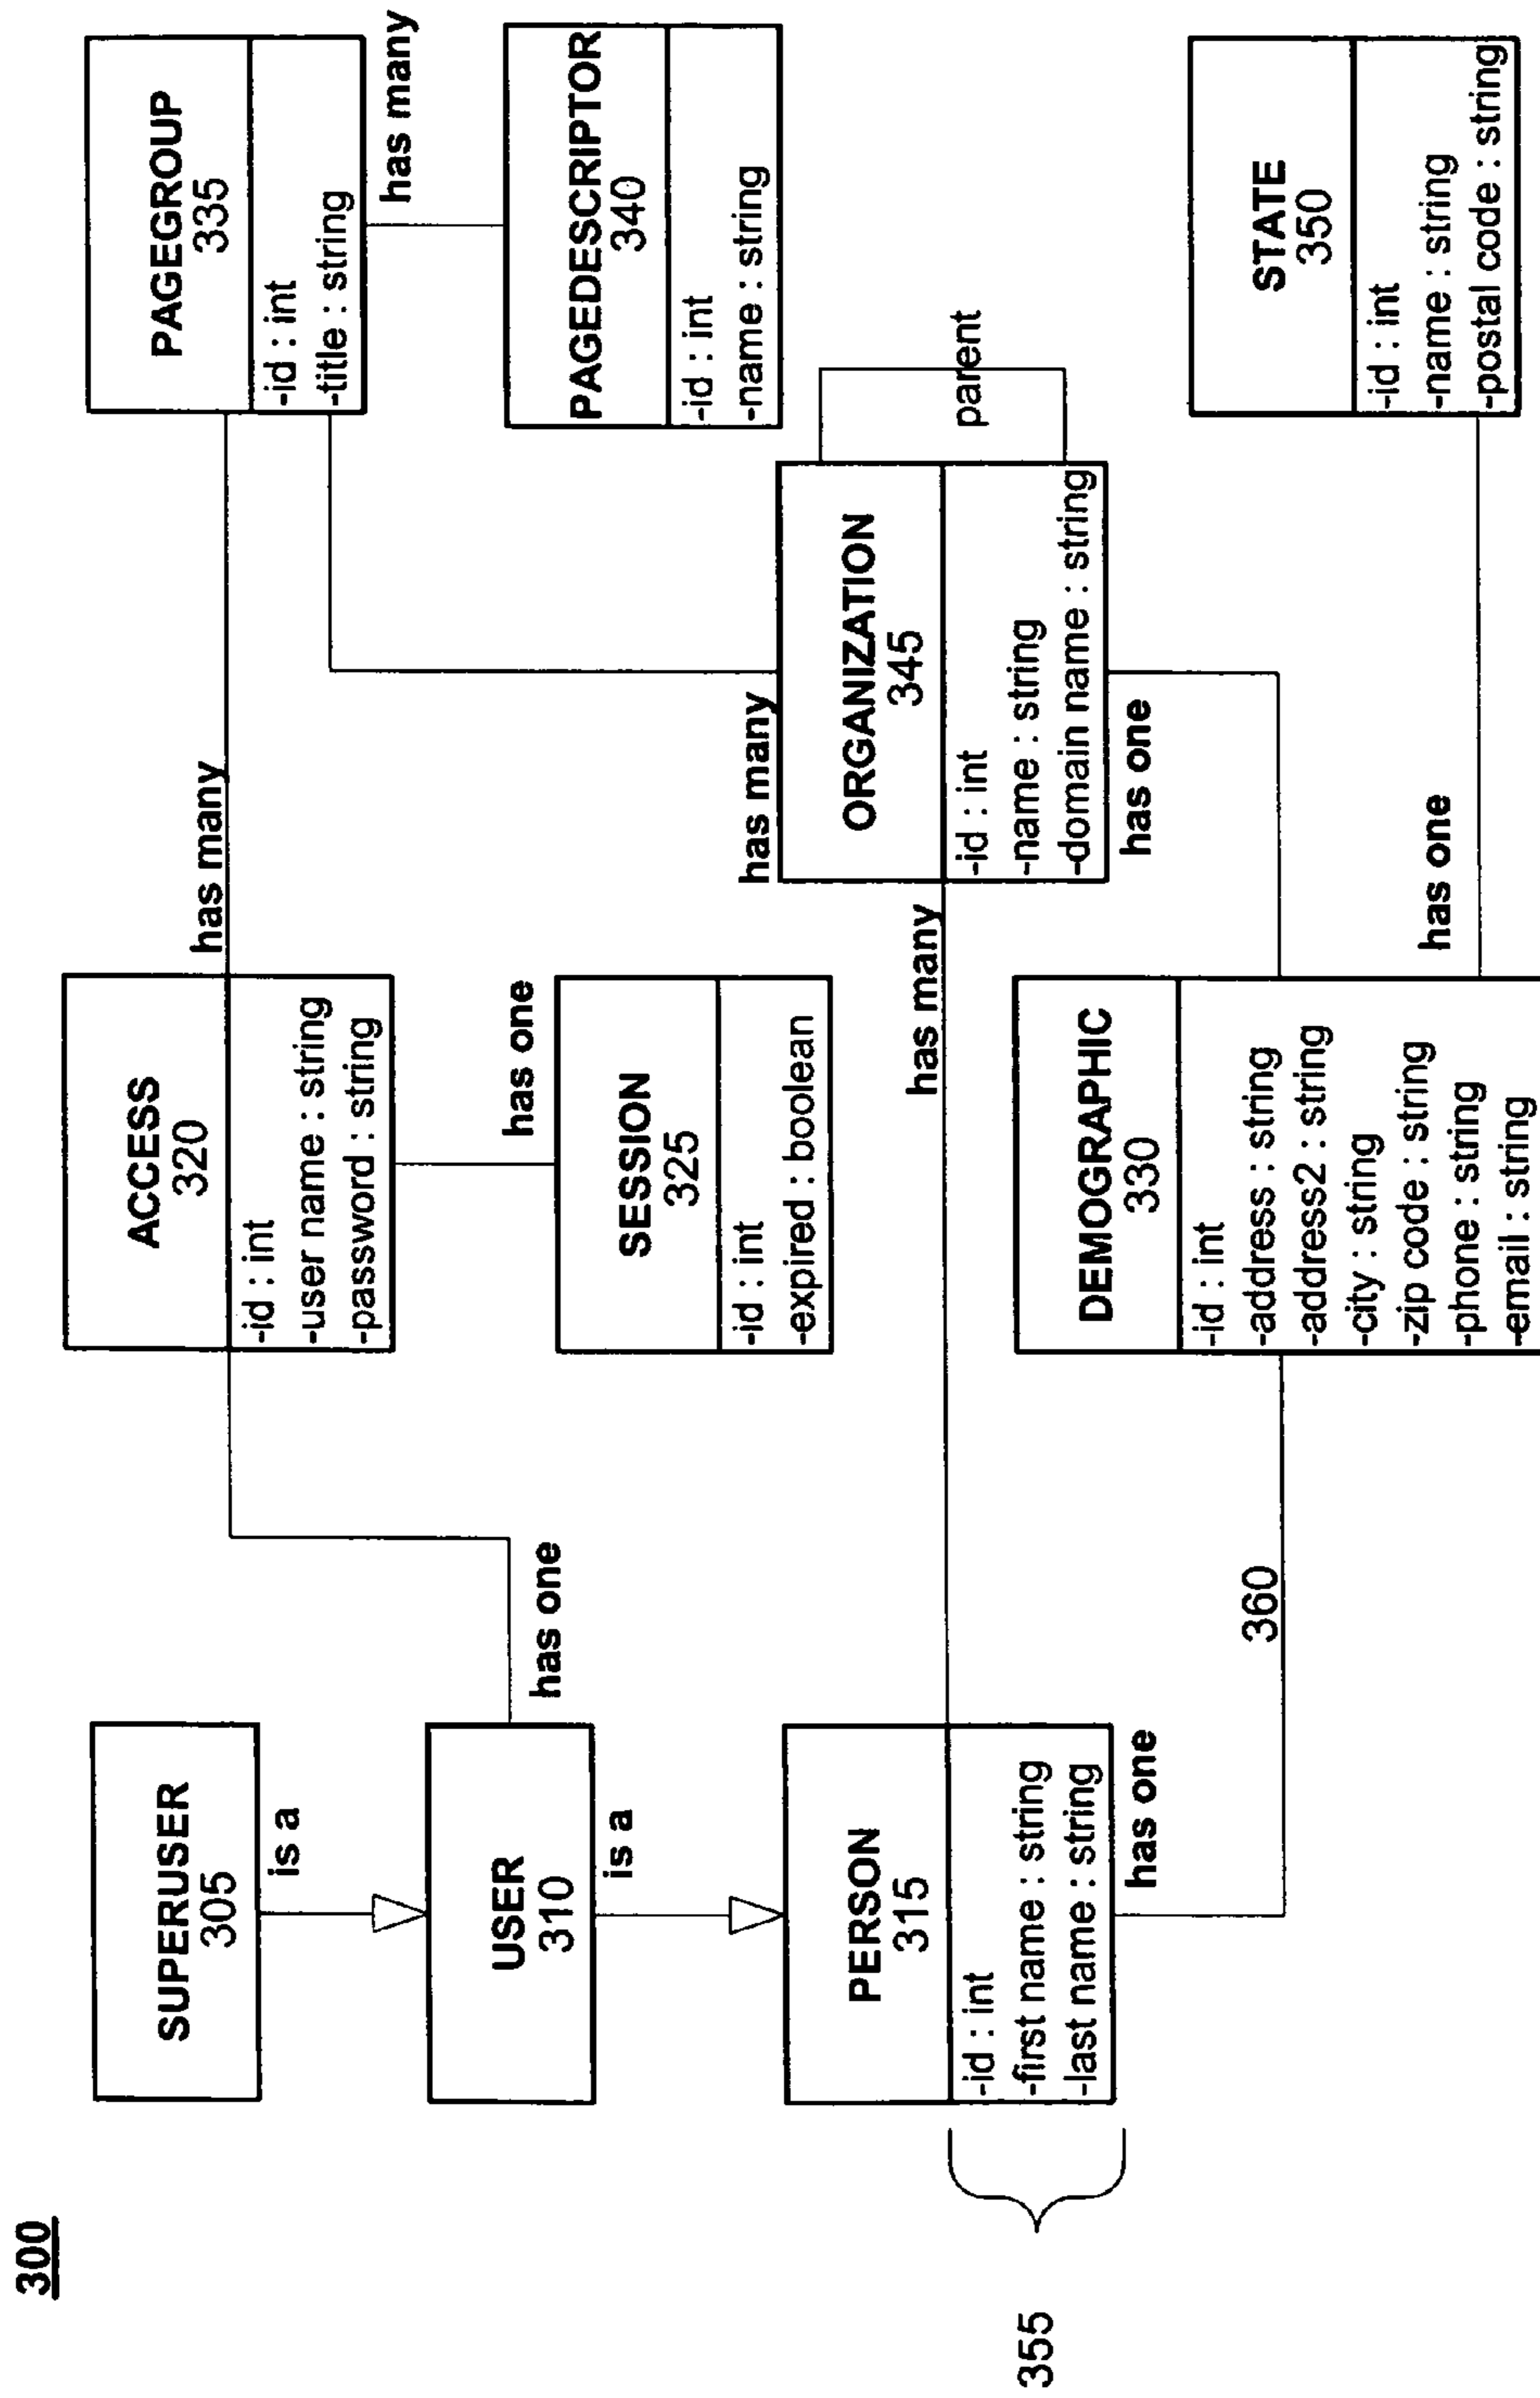 300
SUPERUSER
305
is a
USER
310
is a
has one
PERSON
315
-id : int
-first name : string
-last name : string
has one
355
360
ACCESS
320
-id : int
-user name : string
-password : string
has many
has one
SESSION
325
-id : int
-expired : boolean
has many
DEMOGRAPHIC
330
-id : int
-address : string
-address2 : string
-city : string
-zip code : string
-phone : string
-email : string
has one
PAGEGROUP
335
-id : int
-title : string
has many
PAGEDESCRIPTOR
340
-id : int
-name : string
has many
ORGANIZATION
345
-id : int
-name : string
-domain name : string
parent
has one
STATE
350
-id : int
-name : string
-postal code : string